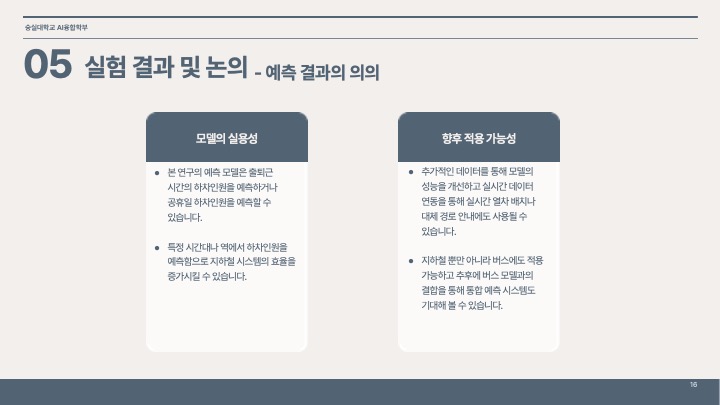 숭실대학교 AI융합학부
05 실험 결과 및 논의 - 예측 결과의 의의
모델의 실용성
● 본 연구의 예측 모델은 출퇴근
시간의 하차인원을 예측하거나
공휴일 하차인원을 예측할 수
있습니다.
● 특정 시간대나 역에서 하차인원을
예측함으로 지하철 시스템의 효율을
증가시킬 수 있습니다.
향후 적용 가능성
● 추가적인 데이터를 통해 모델의
성능을 개선하고 실시간 데이터
연동을 통해 실시간 열차 배치나
대체 경로 안내에도 사용될 수
있습니다.
● 지하철 뿐만 아니라 버스에도 적용
가능하고 추후에 버스 모델과의
결합을 통해 통합 예측 시스템도
기대해 볼 수 있습니다.
16